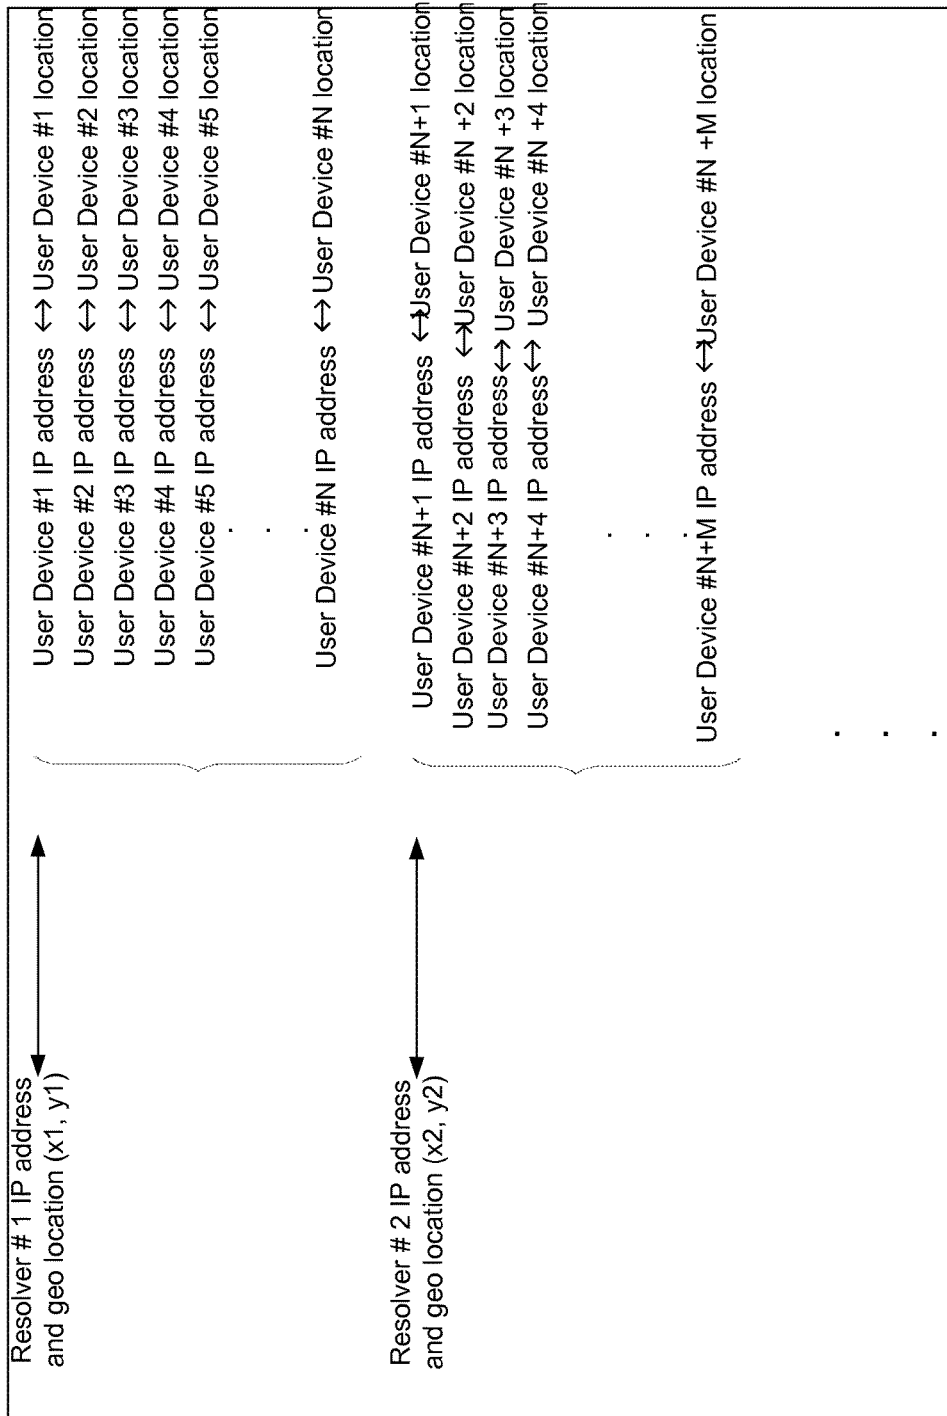 Resolver # 1 IP address
and geo location (x1, y1)
User Device #1 IP address ↔ User Device #1 location
User Device #2 IP address ↔ User Device #2 location
User Device #3 IP address ↔ User Device #3 location
User Device #4 IP address ↔ User Device #4 location
User Device #5 IP address ↔ User Device #5 location
. . .
User Device #N IP address ↔ User Device #N location
Resolver # 2 IP address
and geo location (x2, y2)
User Device #N+1 IP address ↔ User Device #N+1 location
User Device #N+2 IP address ↔ User Device #N +2 location
User Device #N+3 IP address ↔ User Device #N +3 location
User Device #N+4 IP address ↔ User Device #N +4 location
. . .
User Device #N+M IP address ↔ User Device #N +M location
. . .